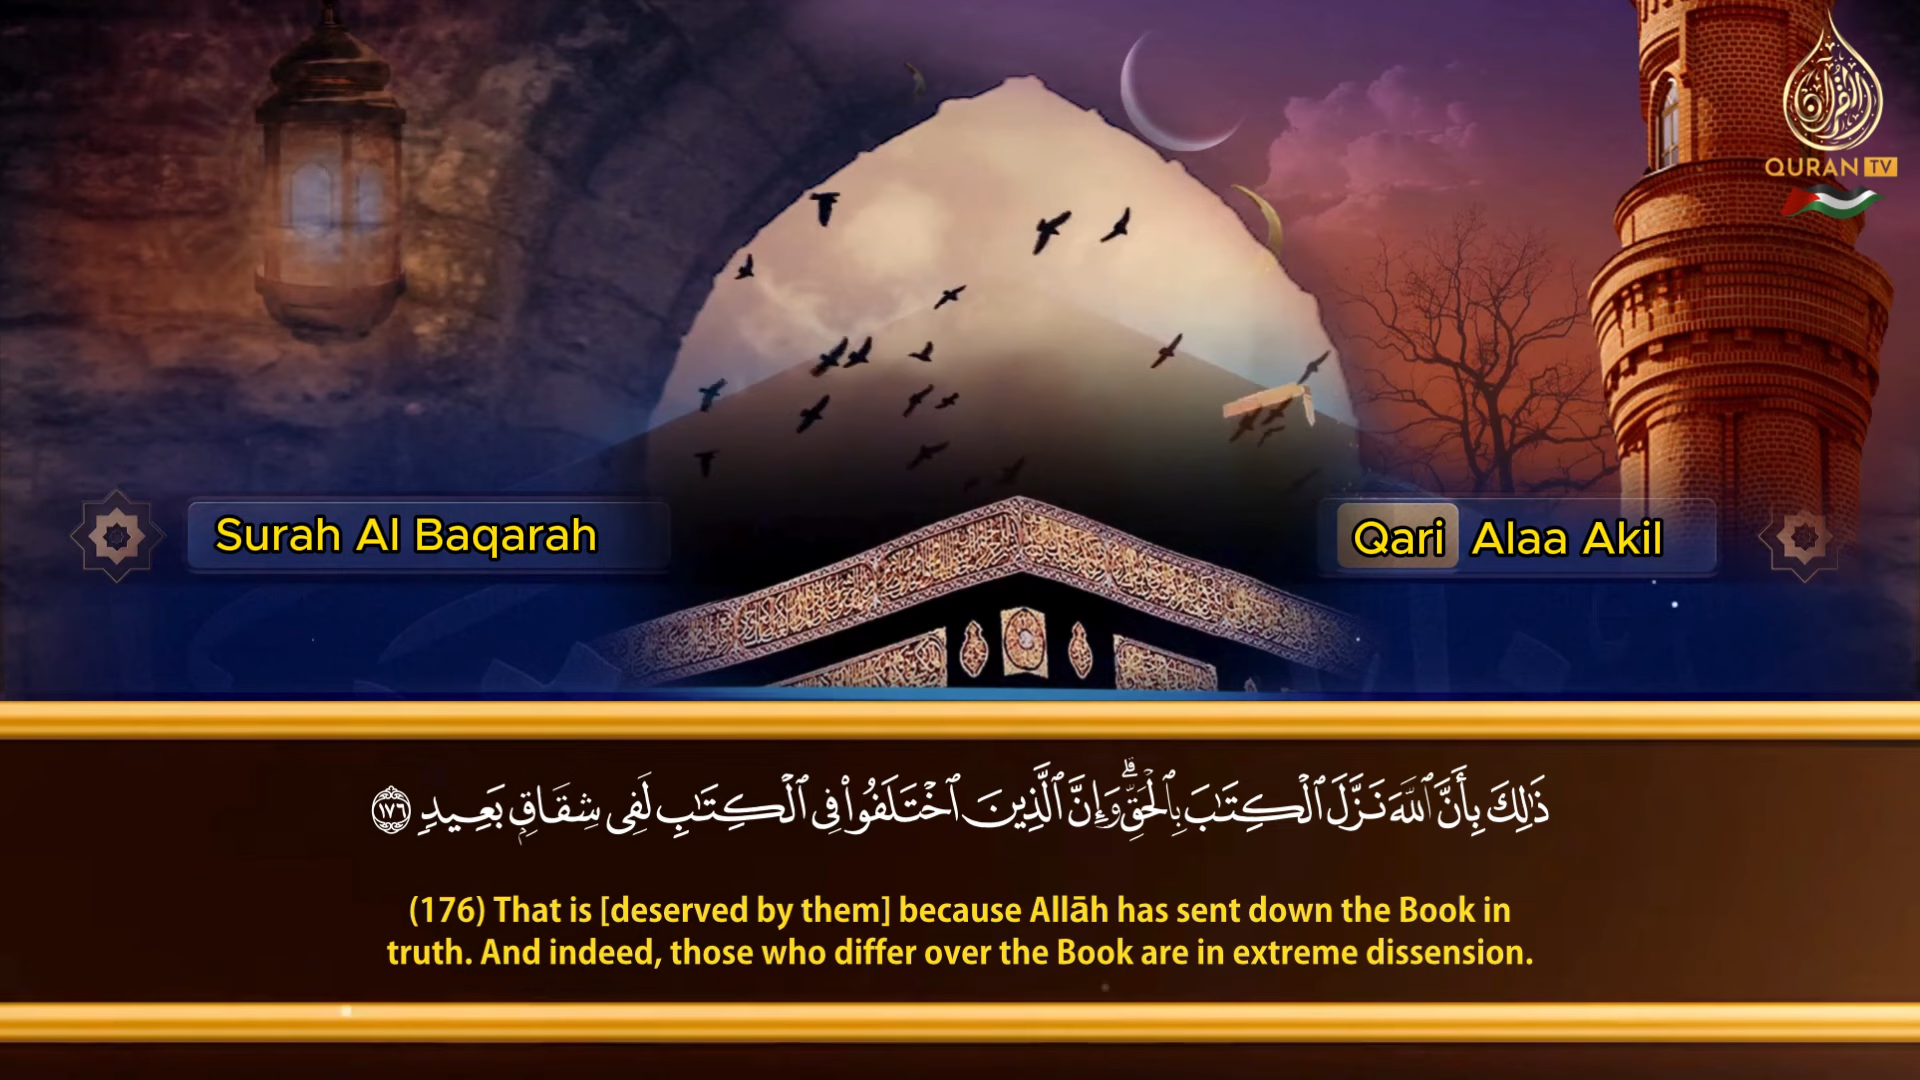 القرآن
QURAN TV
Surah Al Baqarah
Qari Alaa Akil
ذَٰلِكَ بِأَنَّ ٱللَّهَ نَزَّلَ ٱلْكِتَٰبَ بِٱلْحَقِّ ۗ وَإِنَّ ٱلَّذِينَ ٱخْتَلَفُوا۟ فِى ٱلْكِتَٰبِ لَفِى شِقَاقٍۭ بَعِيدٍۢ ١٧٦
(176) That is [deserved by them] because Allāh has sent down the Book in
truth. And indeed, those who differ over the Book are in extreme dissension.